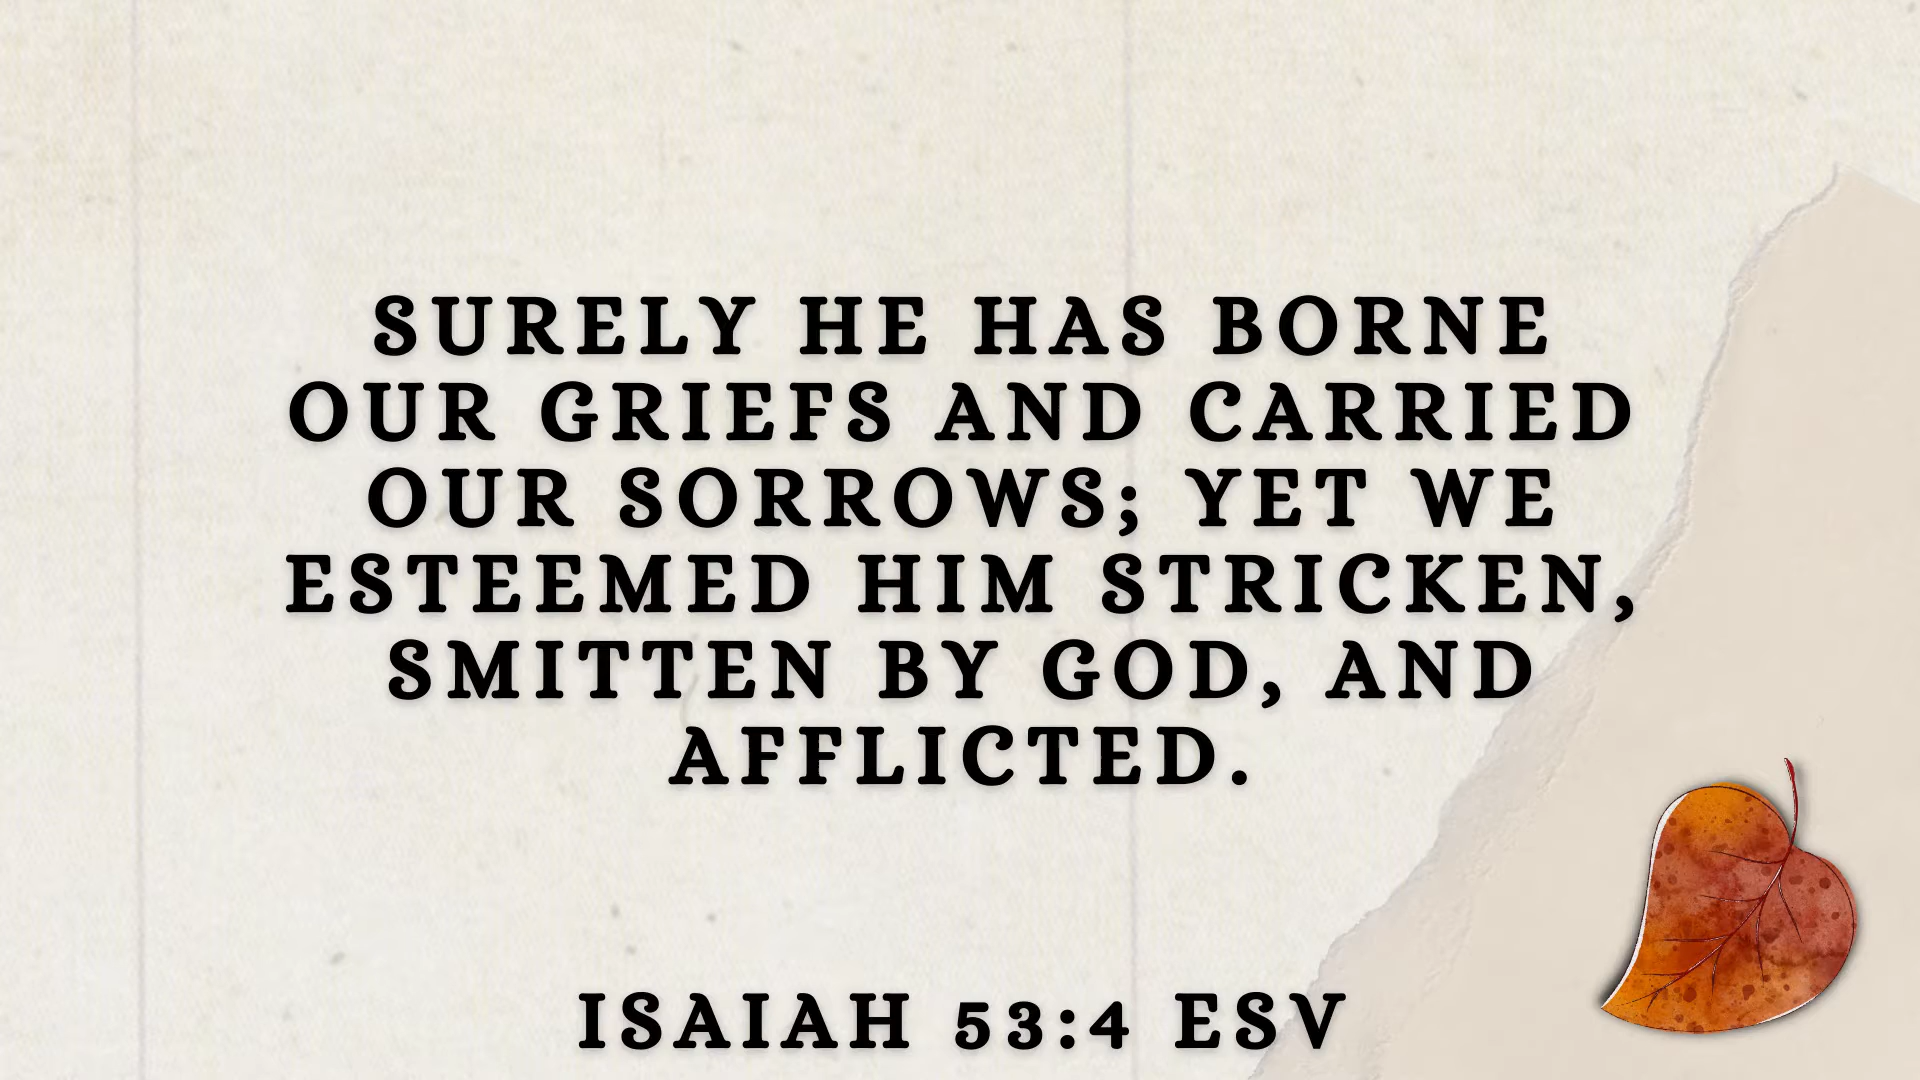 SURELY HE HAS BORNE
OUR GRIEFS AND CARRIED
OUR SORROWS; YET WE
ESTEEMED HIM STRICKEN,
SMITTEN BY GOD, AND
AFFLICTED.
ISAIAH 53:4 ESV